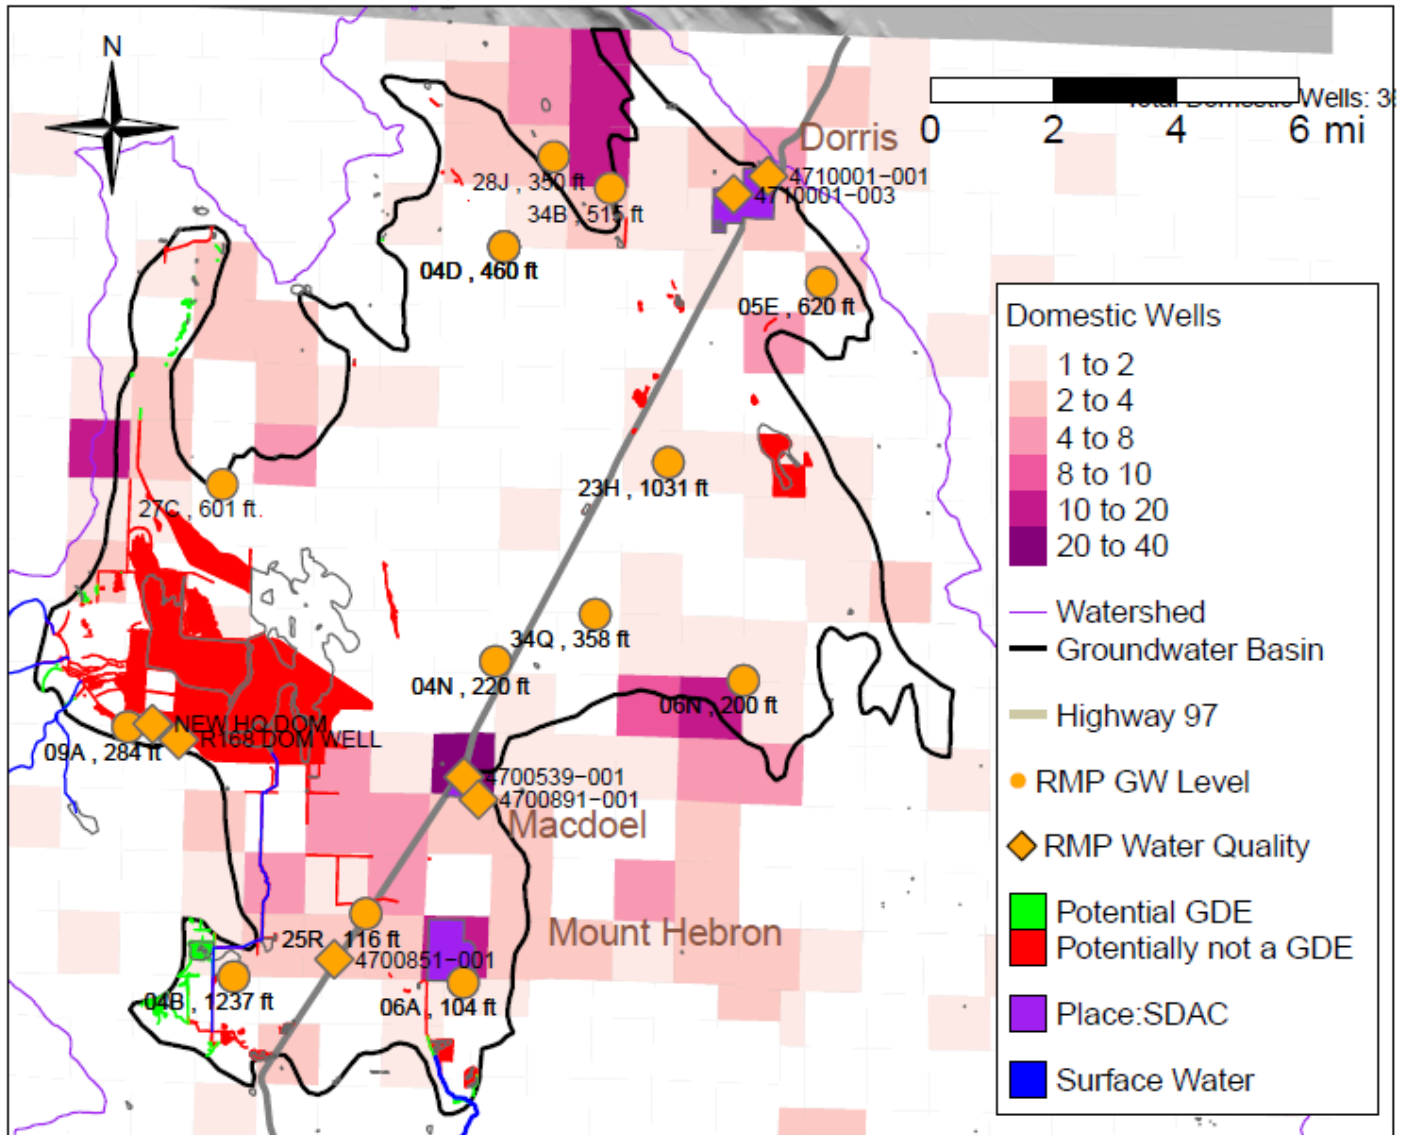 N
Total Domestic Wells: 3
0 2 4 6 mi
Dorris
4710001-001
4710001-003
28J , 350 ft
34B , 515 ft
04D , 460 ft
05E , 620 ft
Domestic Wells
1 to 2
2 to 4
4 to 8
8 to 10
10 to 20
20 to 40
Watershed
Groundwater Basin
Highway 97
RMP GW Level
RMP Water Quality
Potential GDE
Potentially not a GDE
Place:SDAC
Surface Water
23H , 1031 ft
27C , 601 ft
34Q , 358 ft
04N , 220 ft
06N , 200 ft
NEW HQ DOM
R168 DOM WELL
09A , 284 ft
4700539-001
4700891-001
Macdoel
Mount Hebron
25R , 116 ft
4700851-001
04B , 1237 ft
06A , 104 ft